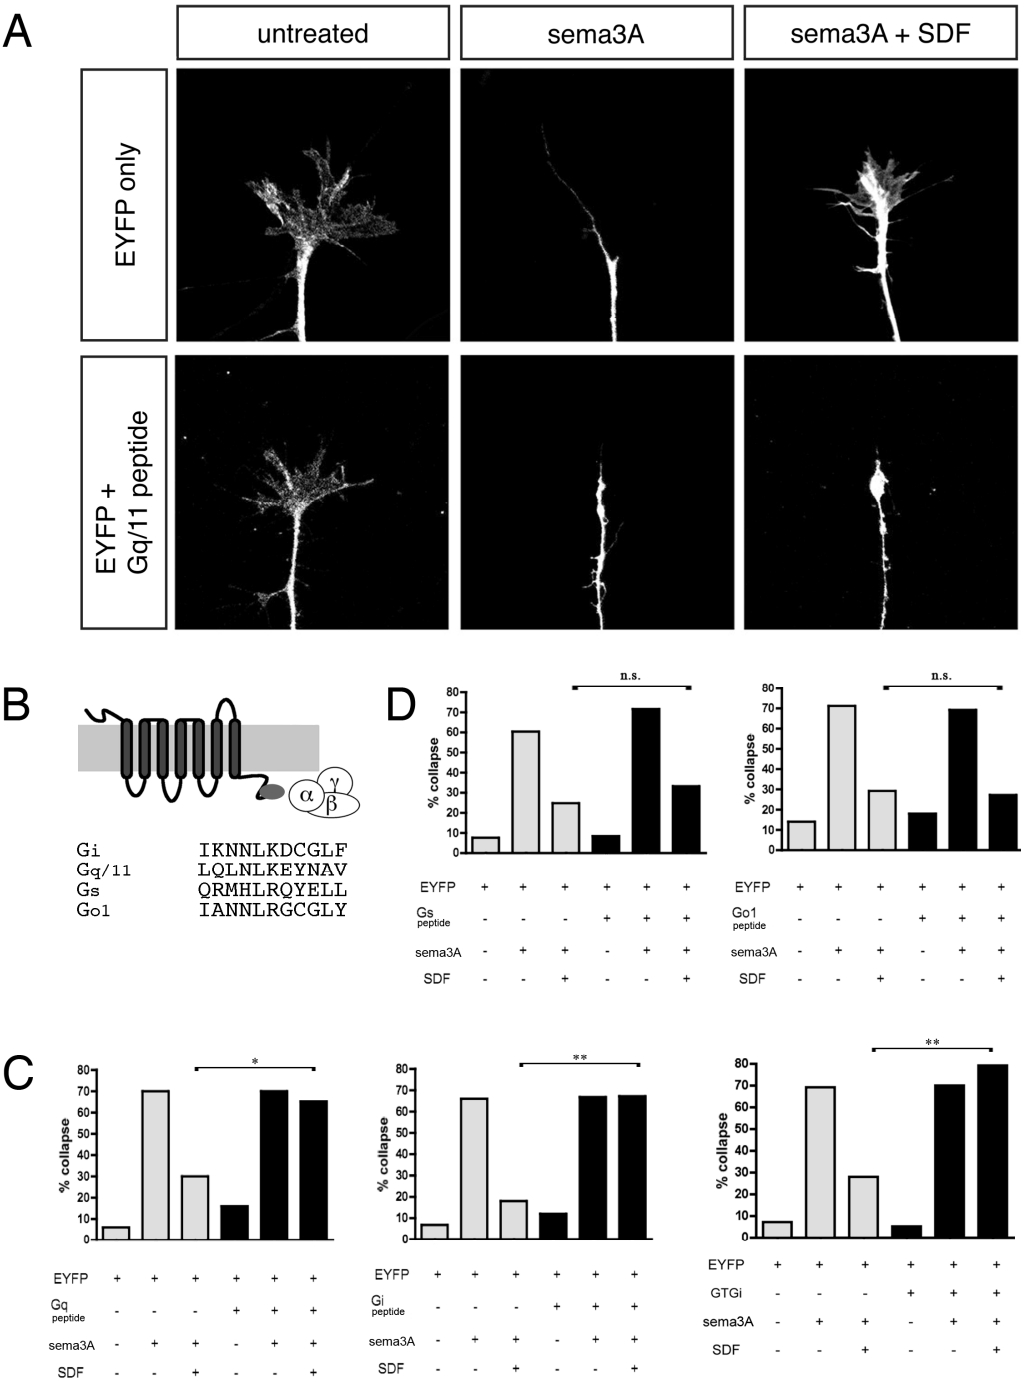 A
untreated
sema3A
sema3A + SDF
EYFP only
EYFP +
Gq/11 peptide
B
γ
α
β
Gi IKNNLKDCGLF
Gq/11 LQLNLKEYNAV
Gs QRMHLRQYELL
Go1 IANNLRGCGLY
D
n.s.
% collapse
80
70
60
50
40
30
20
10
0
EYFP + + + + + +
Gs - - - + + +
peptide
sema3A - + + - + +
SDF - - + - - +
n.s.
% collapse
80
70
60
50
40
30
20
10
0
EYFP + + + + + +
Go1 - - - + + +
peptide
sema3A - + + - + +
SDF - - + - - +
C
*
% collapse
80
70
60
50
40
30
20
10
0
EYFP + + + + + +
Gq - - - + + +
peptide
sema3A - + + - + +
SDF - - + - - +
**
% collapse
80
70
60
50
40
30
20
10
0
EYFP + + + + + +
Gi - - - + + +
peptide
sema3A - + + - + +
SDF - - + - - +
**
% collapse
80
70
60
50
40
30
20
10
0
EYFP + + + + + +
GTGi - - - + + +
sema3A - + + - + +
SDF - - + - - +